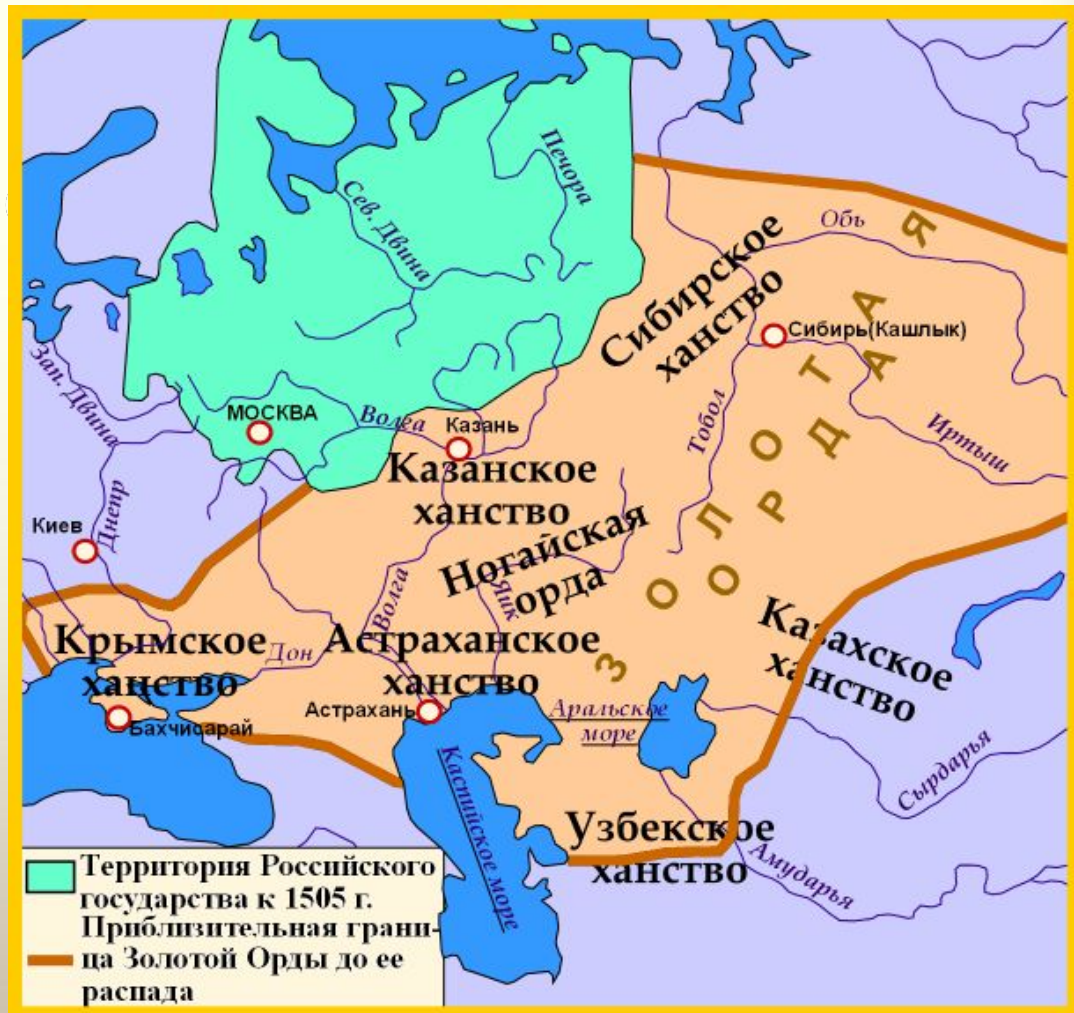 Печора
Сев. Двина
Обь
Я
Сибирское
ханство
Сибирь(Кашлык)
Зап. Двина
МОСКВА
Волга
Казань
Тобол
Иртыш
Казанское
ханство
Киев
Днепр
Ногайская
орда
ЗОЛОТА
ОРДА
Волга
Яик
Крымское
ханство
Дон
Астраханское
ханство
Казахское
ханство
Бахчисарай
Астрахань
Аральское
море
Каспийское море
Сырдарья
Узбекское
ханство
Амударья
Территория Российского
государства к 1505 г.
Приблизительная грани-
ца Золотой Орды до ее
распада